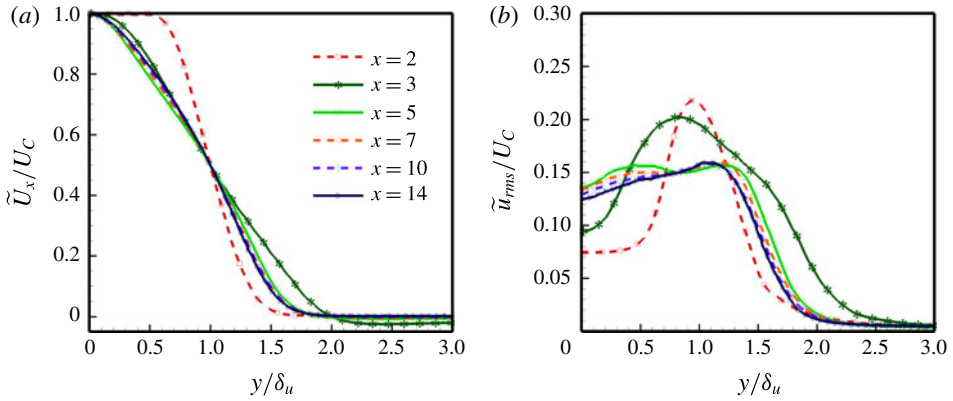 (a)
1.0
0.8
0.6
0.4
0.2
0
Ũx/UC
x = 2
x = 3
x = 5
x = 7
x = 10
x = 14
0 0.5 1.0 1.5 2.0 2.5 3.0
y/δu
(b)
0.30
0.25
0.20
0.15
0.10
0.05
ũrms/UC
0 0.5 1.0 1.5 2.0 2.5 3.0
y/δu